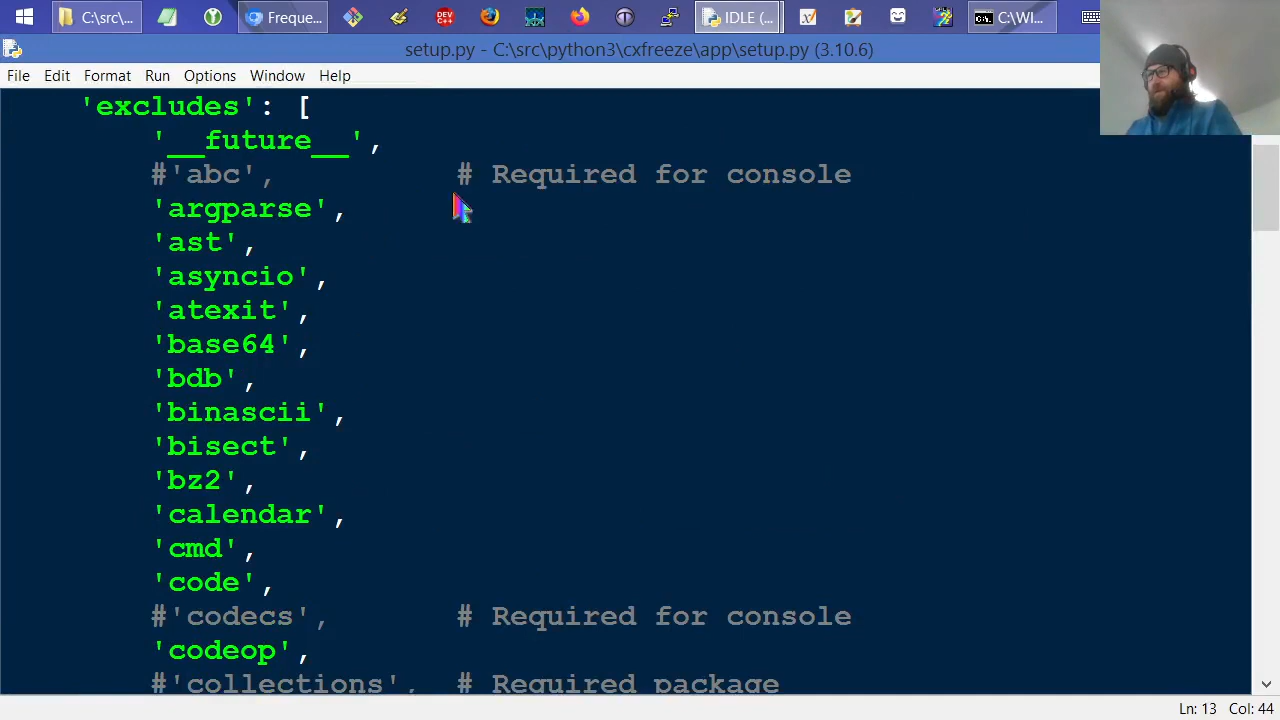 C:\src\...
Freque...
DEV
C++
IDLE (...
C:\WI...
setup.py - C:\src\python3\cxfreeze\app\setup.py (3.10.6)
File Edit Format Run Options Window Help
'excludes': [
'__future__',
#'abc', # Required for console
'argparse',
'ast',
'asyncio',
'atexit',
'base64',
'bdb',
'binascii',
'bisect',
'bz2',
'calendar',
'cmd',
'code',
#'codecs', # Required for console
'codeop',
#'collections', # Required package
Ln: 13 Col: 44